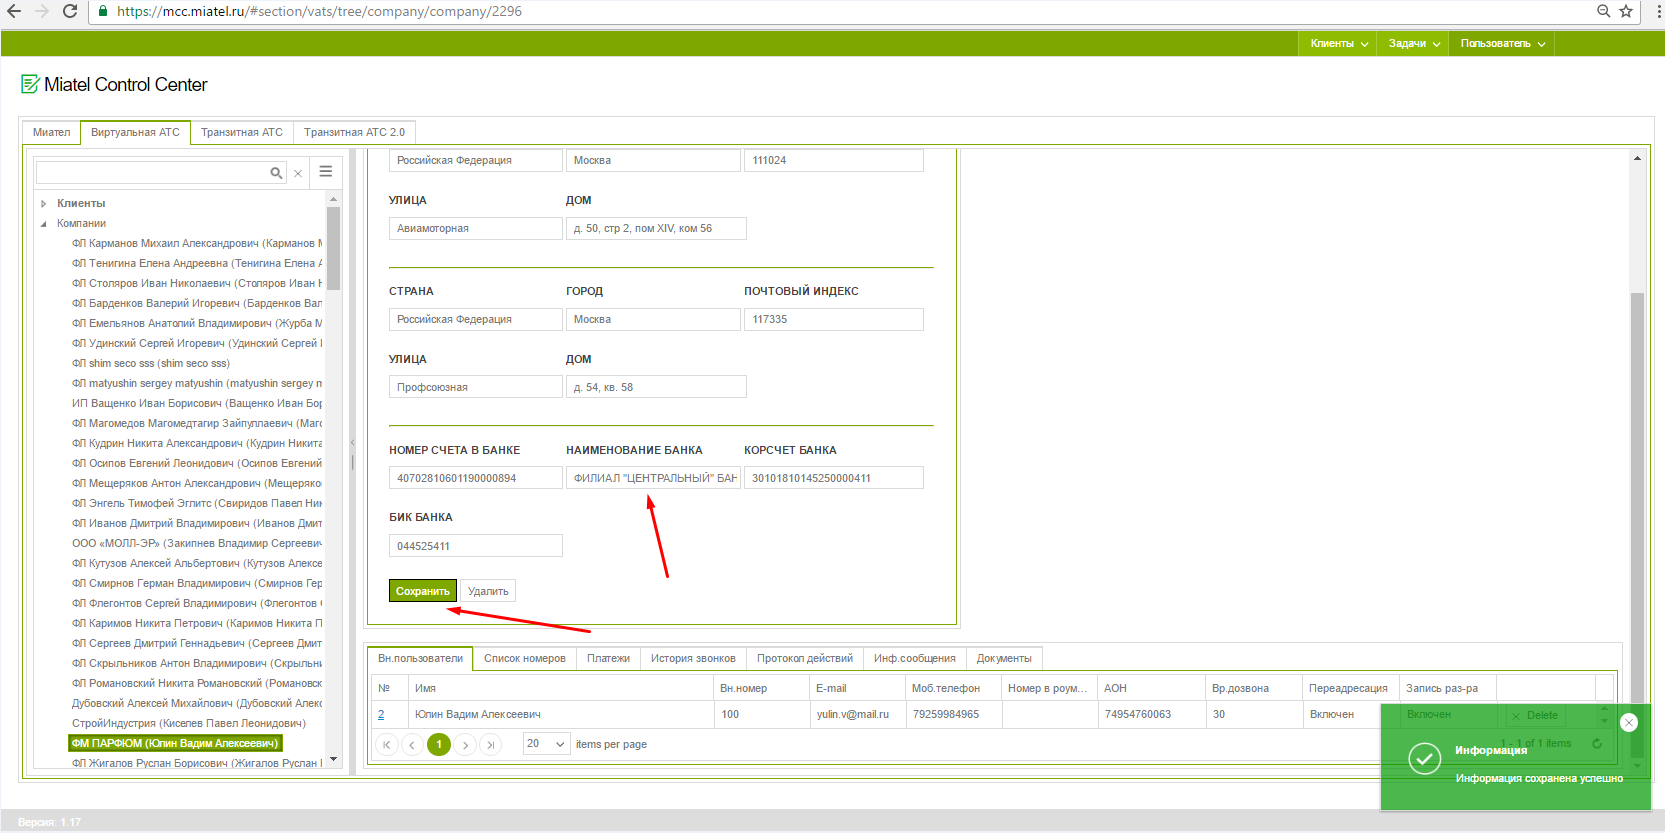 https://mcc.miatel.ru/#section/vats/tree/company/company/2296
Клиенты Задачи Пользователь
Miatel Control Center
Миател Виртуальная АТС Транзитная АТС Транзитная АТС 2.0
Клиенты
Компании
ФЛ Карманов Михаил Александрович (Карманов М
ФЛ Тенигина Елена Андреевна (Тенигина Елена А
ФЛ Столяров Иван Николаевич (Столяров Иван Н
ФЛ Барденков Валерий Игоревич (Барденков Вал
ФЛ Емельянов Анатолий Владимирович (Журба М
ФЛ Удинский Сергей Игоревич (Удинский Сергей І
ФЛ shim seco sss (shim seco sss)
ФЛ matyushin sergey matyushin (matyushin sergey m
ИП Ващенко Иван Борисович (Ващенко Иван Бор
ФЛ Магомедов Магомедтагир Зайпуллаевич (Маго
ФЛ Кудрин Никита Александрович (Кудрин Никита
ФЛ Осипов Евгений Леонидович (Осипов Евгений
ФЛ Мещеряков Антон Александрович (Мещеряков
ФЛ Энгель Тимофей Эглитс (Свиридов Павел Ник
ФЛ Иванов Дмитрий Владимирович (Иванов Дмит
ООО «МОЛЛ-ЭР» (Закипнев Владимир Сергеевич
ФЛ Кутузов Алексей Альбертович (Кутузов Алексе
ФЛ Смирнов Герман Владимирович (Смирнов Гер
ФЛ Флегонтов Сергей Владимирович (Флегонтов С
ФЛ Каримов Никита Петрович (Каримов Никита П
ФЛ Сергеев Дмитрий Геннадьевич (Сергеев Дмит
ФЛ Скрыльников Антон Владимирович (Скрыльни
ФЛ Романовский Никита Романовский (Романовск
Дубовский Алексей Михайлович (Дубовский Алекс
СтройИндустрия (Киселев Павел Леонидович)
ФМ ПАРФЮМ (Юлин Вадим Алексеевич)
ФЛ Жигалов Руслан Борисович (Жигалов Руслан Б
Российская Федерация Москва 111024
УЛИЦА ДОМ
Авиамоторная д. 50, стр 2, пом XIV, ком 56
СТРАНА ГОРОД ПОЧТОВЫЙ ИНДЕКС
Российская Федерация Москва 117335
УЛИЦА ДОМ
Профсоюзная д. 54, кв. 58
НОМЕР СЧЕТА В БАНКЕ НАИМЕНОВАНИЕ БАНКА КОРСЧЕТ БАНКА
40702810601190000894 ФИЛИАЛ "ЦЕНТРАЛЬНЫЙ" БАН 30101810145250000411
БИК БАНКА
044525411
Сохранить Удалить
Вн.пользователи Список номеров Платежи История звонков Протокол действий Инф.сообщения Документы
№ Имя Вн.номер E-mail Моб.телефон Номер в роум... АОН Вр.дозвона Переадресация Запись раз-ра
2 Юлин Вадим Алексеевич 100 yulin.v@mail.ru 79259984965 74954760063 30 Включен Включен Delete
1 20 items per page 1 - 1 of 1 items
Информация
Информация сохранена успешно
Версия: 1.17